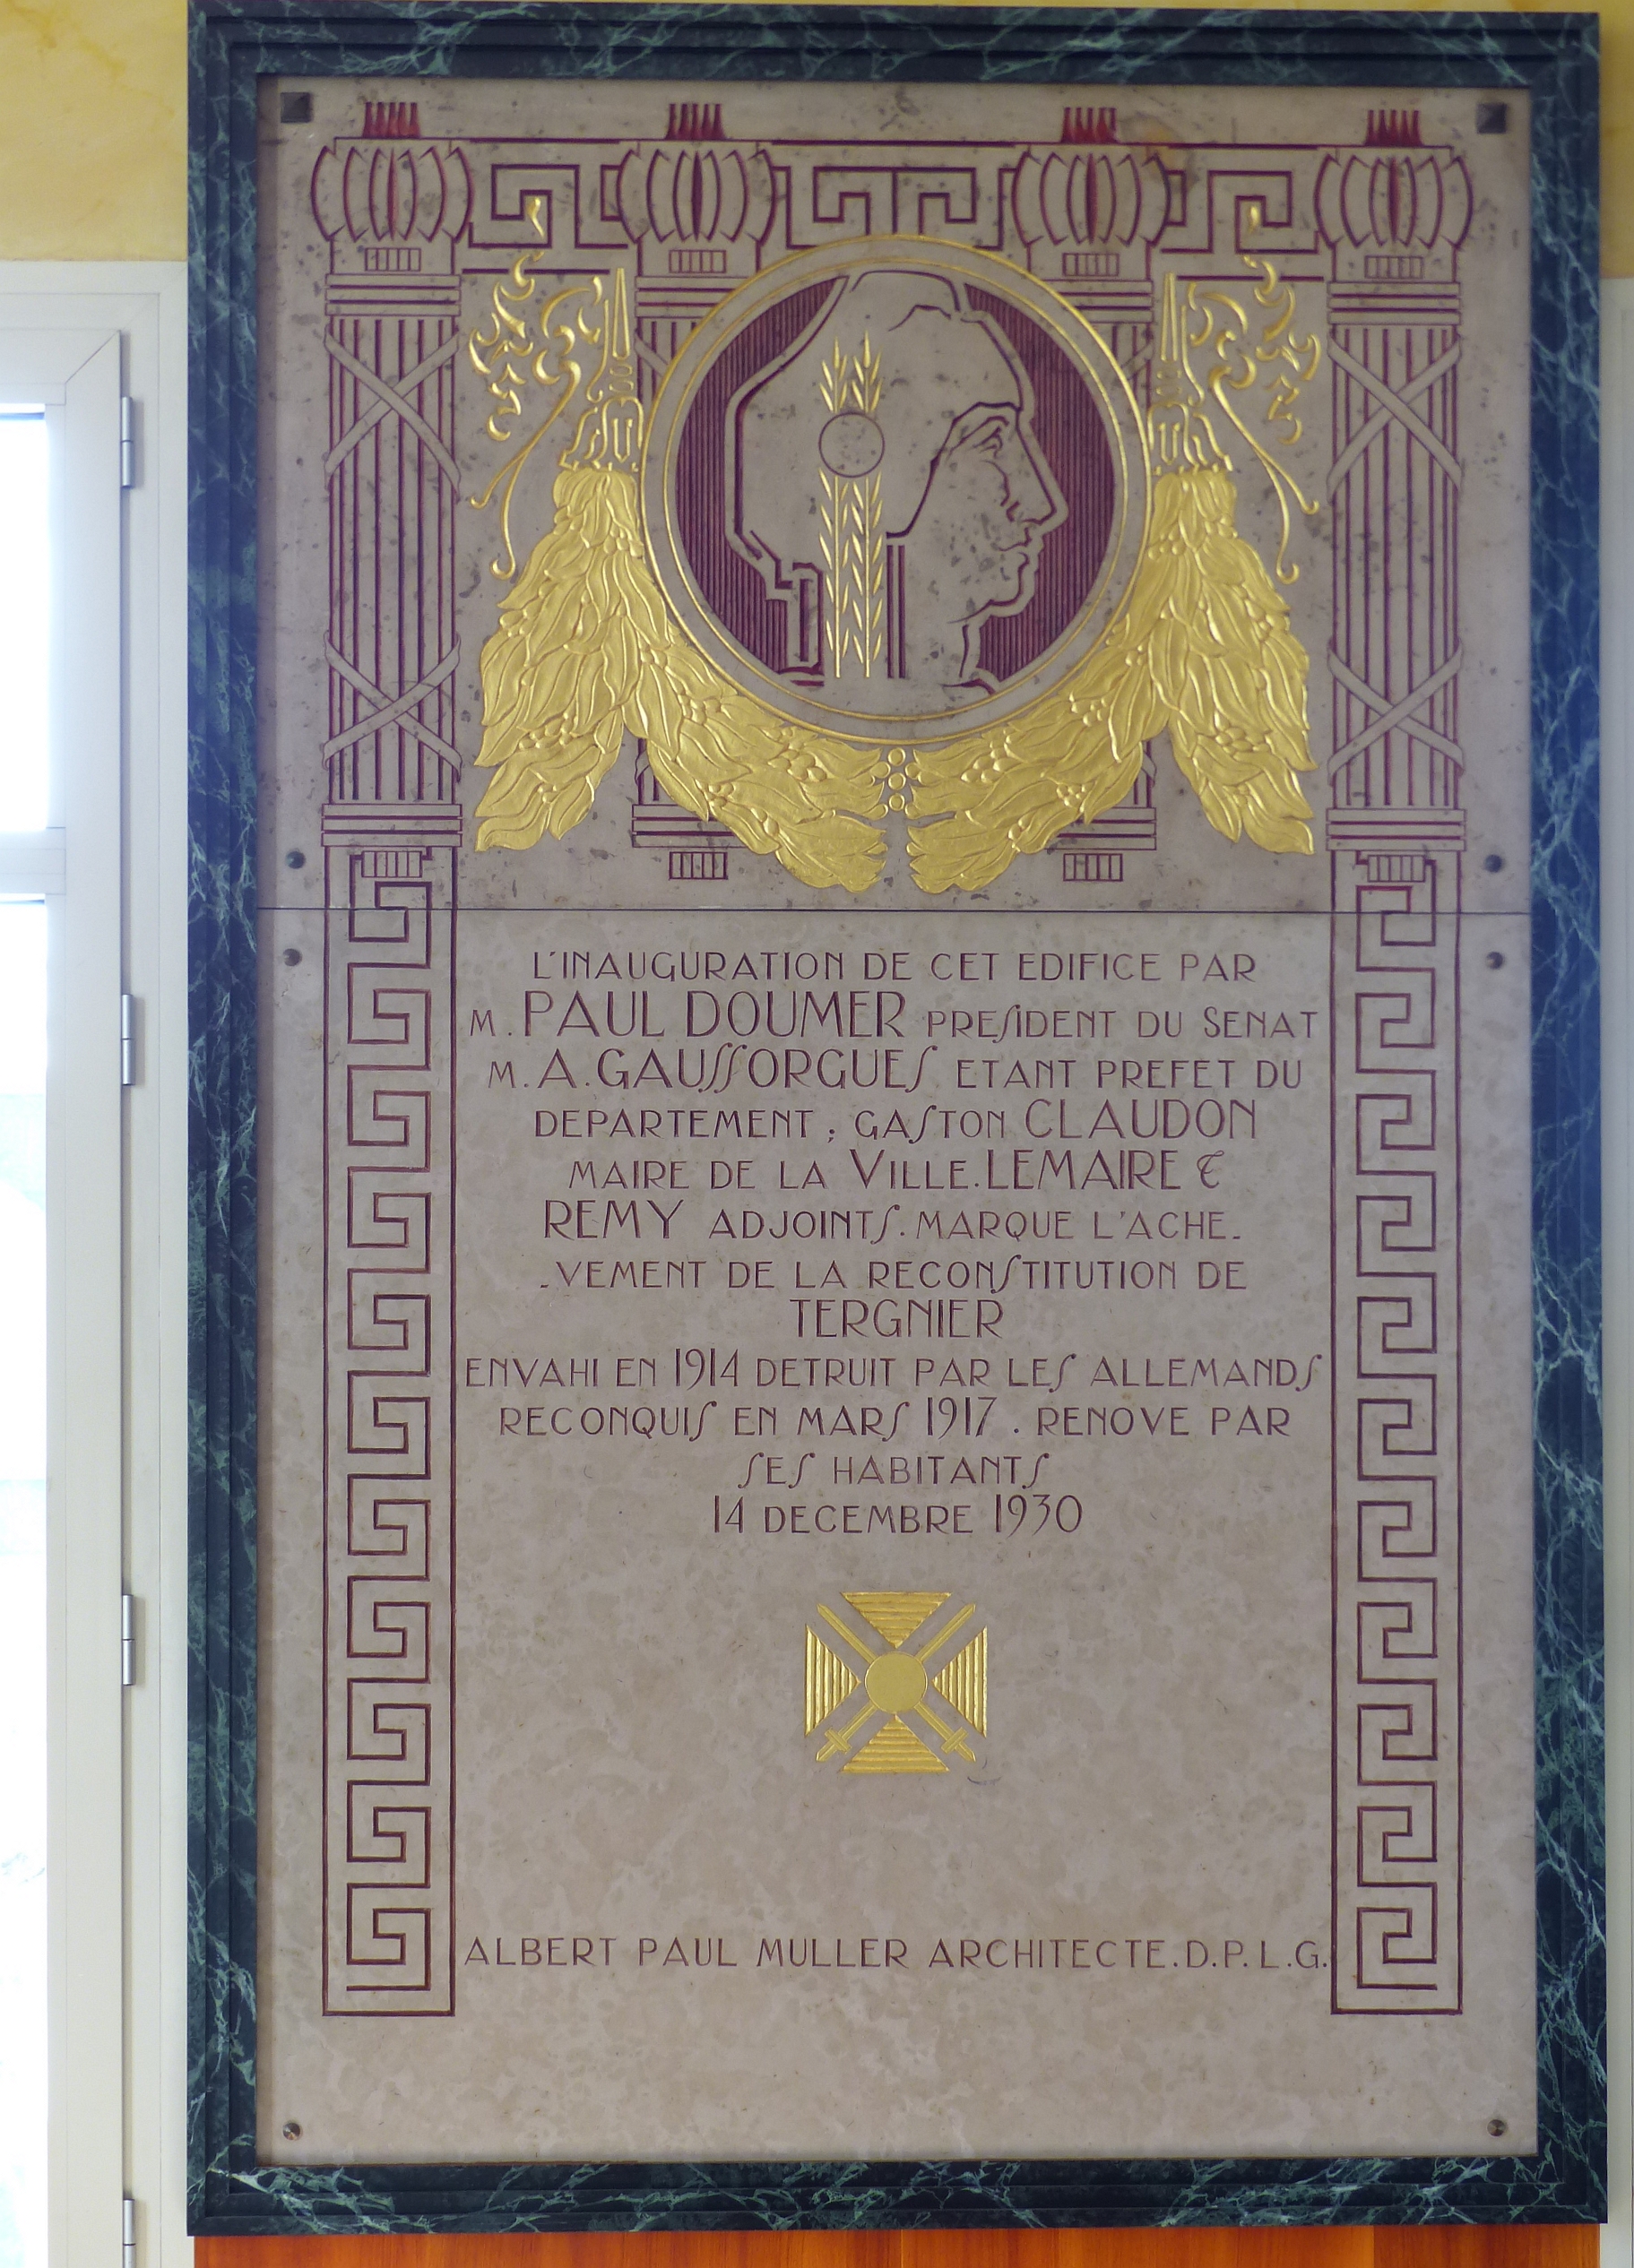 L'INAUGURATION DE CET EDIFICE PAR
M. PAUL DOUMER PRESIDENT DU SENAT
M. A. GAUSSORGUES ETANT PREFET DU
DEPARTEMENT ; GASTON CLAUDON
MAIRE DE LA VILLE. LEMAIRE &
REMY ADJOINTS. MARQUE L'ACHE-
-VEMENT DE LA RECONSTITUTION DE
TERGNIER
ENVAHI EN 1914 DETRUIT PAR LES ALLEMANDS
RECONQUIS EN MARS 1917 . RENOVE PAR
SES HABITANTS
14 DECEMBRE 1930
ALBERT PAUL MULLER ARCHITECTE.D.P.L.G.